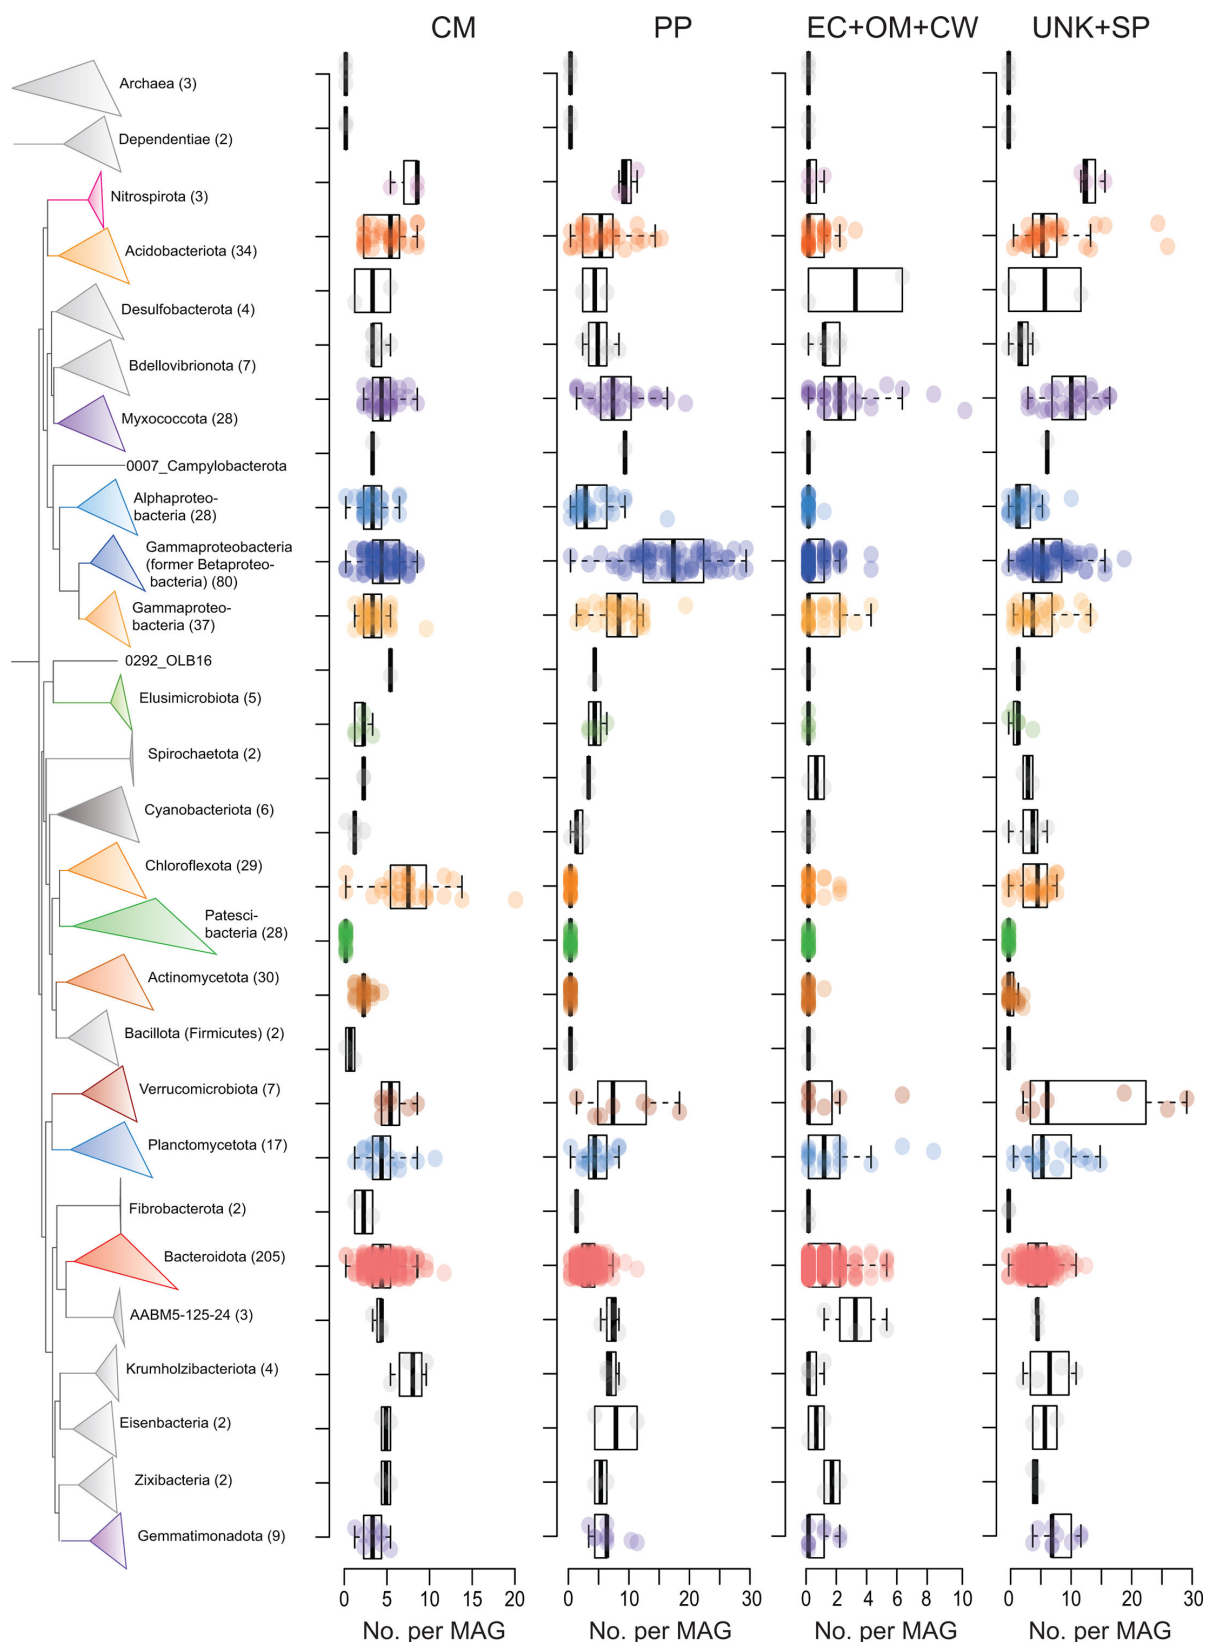 CM PP EC+OM+CW UNK+SP
Archaea (3)
Dependentiae (2)
Nitrospirota (3)
Acidobacteriota (34)
Desulfobacterota (4)
Bdellovibrionota (7)
Myxococcota (28)
0007_Campylobacterota
Alphaproteo-
bacteria (28)
Gammaproteobacteria
(former Betaproteo-
bacteria) (80)
Gammaproteo-
bacteria (37)
0292_OLB16
Elusimicrobiota (5)
Spirochaetota (2)
Cyanobacteriota (6)
Chloroflexota (29)
Patesci-
bacteria (28)
Actinomycetota (30)
Bacillota (Firmicutes) (2)
Verrucomicrobiota (7)
Planctomycetota (17)
Fibrobacterota (2)
Bacteroidota (205)
AABM5-125-24 (3)
Krumholzibacteriota (4)
Eisenbacteria (2)
Zixibacteria (2)
Gemmatimonadota (9)
0 5 10 15 20 0 10 20 30 0 2 4 6 8 10 0 10 20 30
No. per MAG No. per MAG No. per MAG No. per MAG